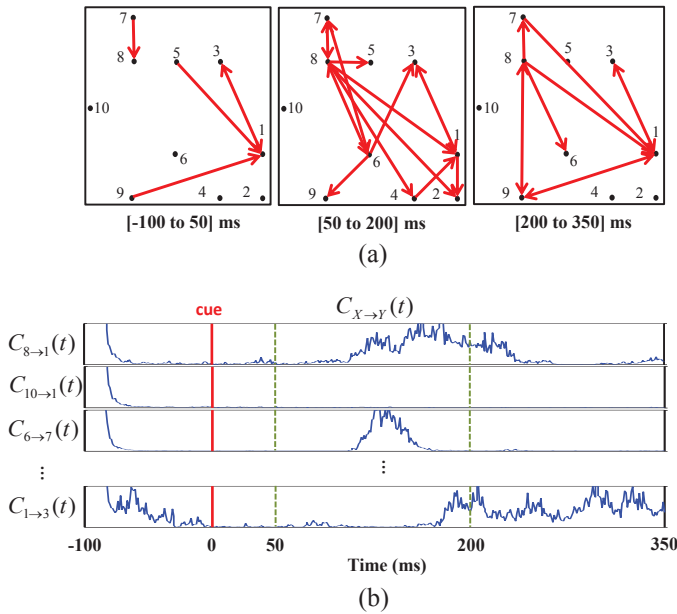 7
8 5 3
10
1
6
9 4 2
[-100 to 50] ms
7
8 5 3
10
1
6
9 4 2
[50 to 200] ms
7
8 5 3
10
1
6
9 4 2
[200 to 350] ms
(a)
cue
C_{X→Y}(t)
C_{8→1}(t)
C_{10→1}(t)
C_{6→7}(t)
⋮ ⋮
C_{1→3}(t)
-100 0 50 200 350
Time (ms)
(b)